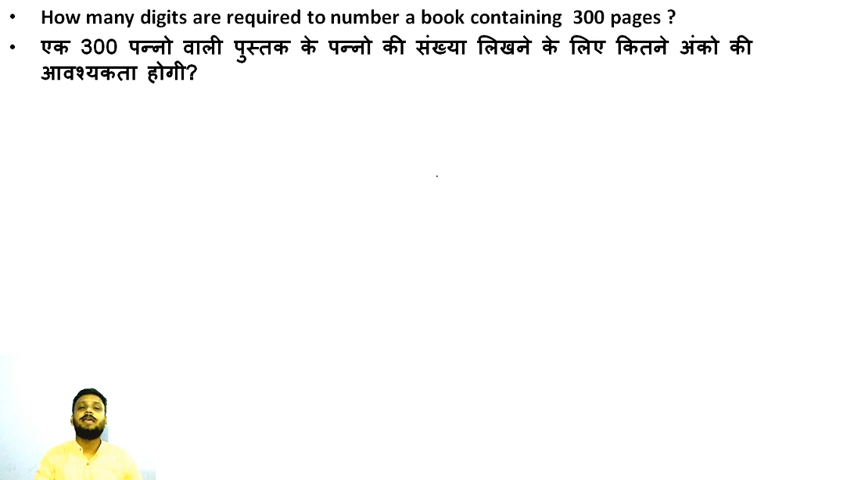 • How many digits are required to number a book containing 300 pages ?
• एक 300 पन्नो वाली पुस्तक के पन्नो की संख्या लिखने के लिए कितने अंको की
आवश्यकता होगी?